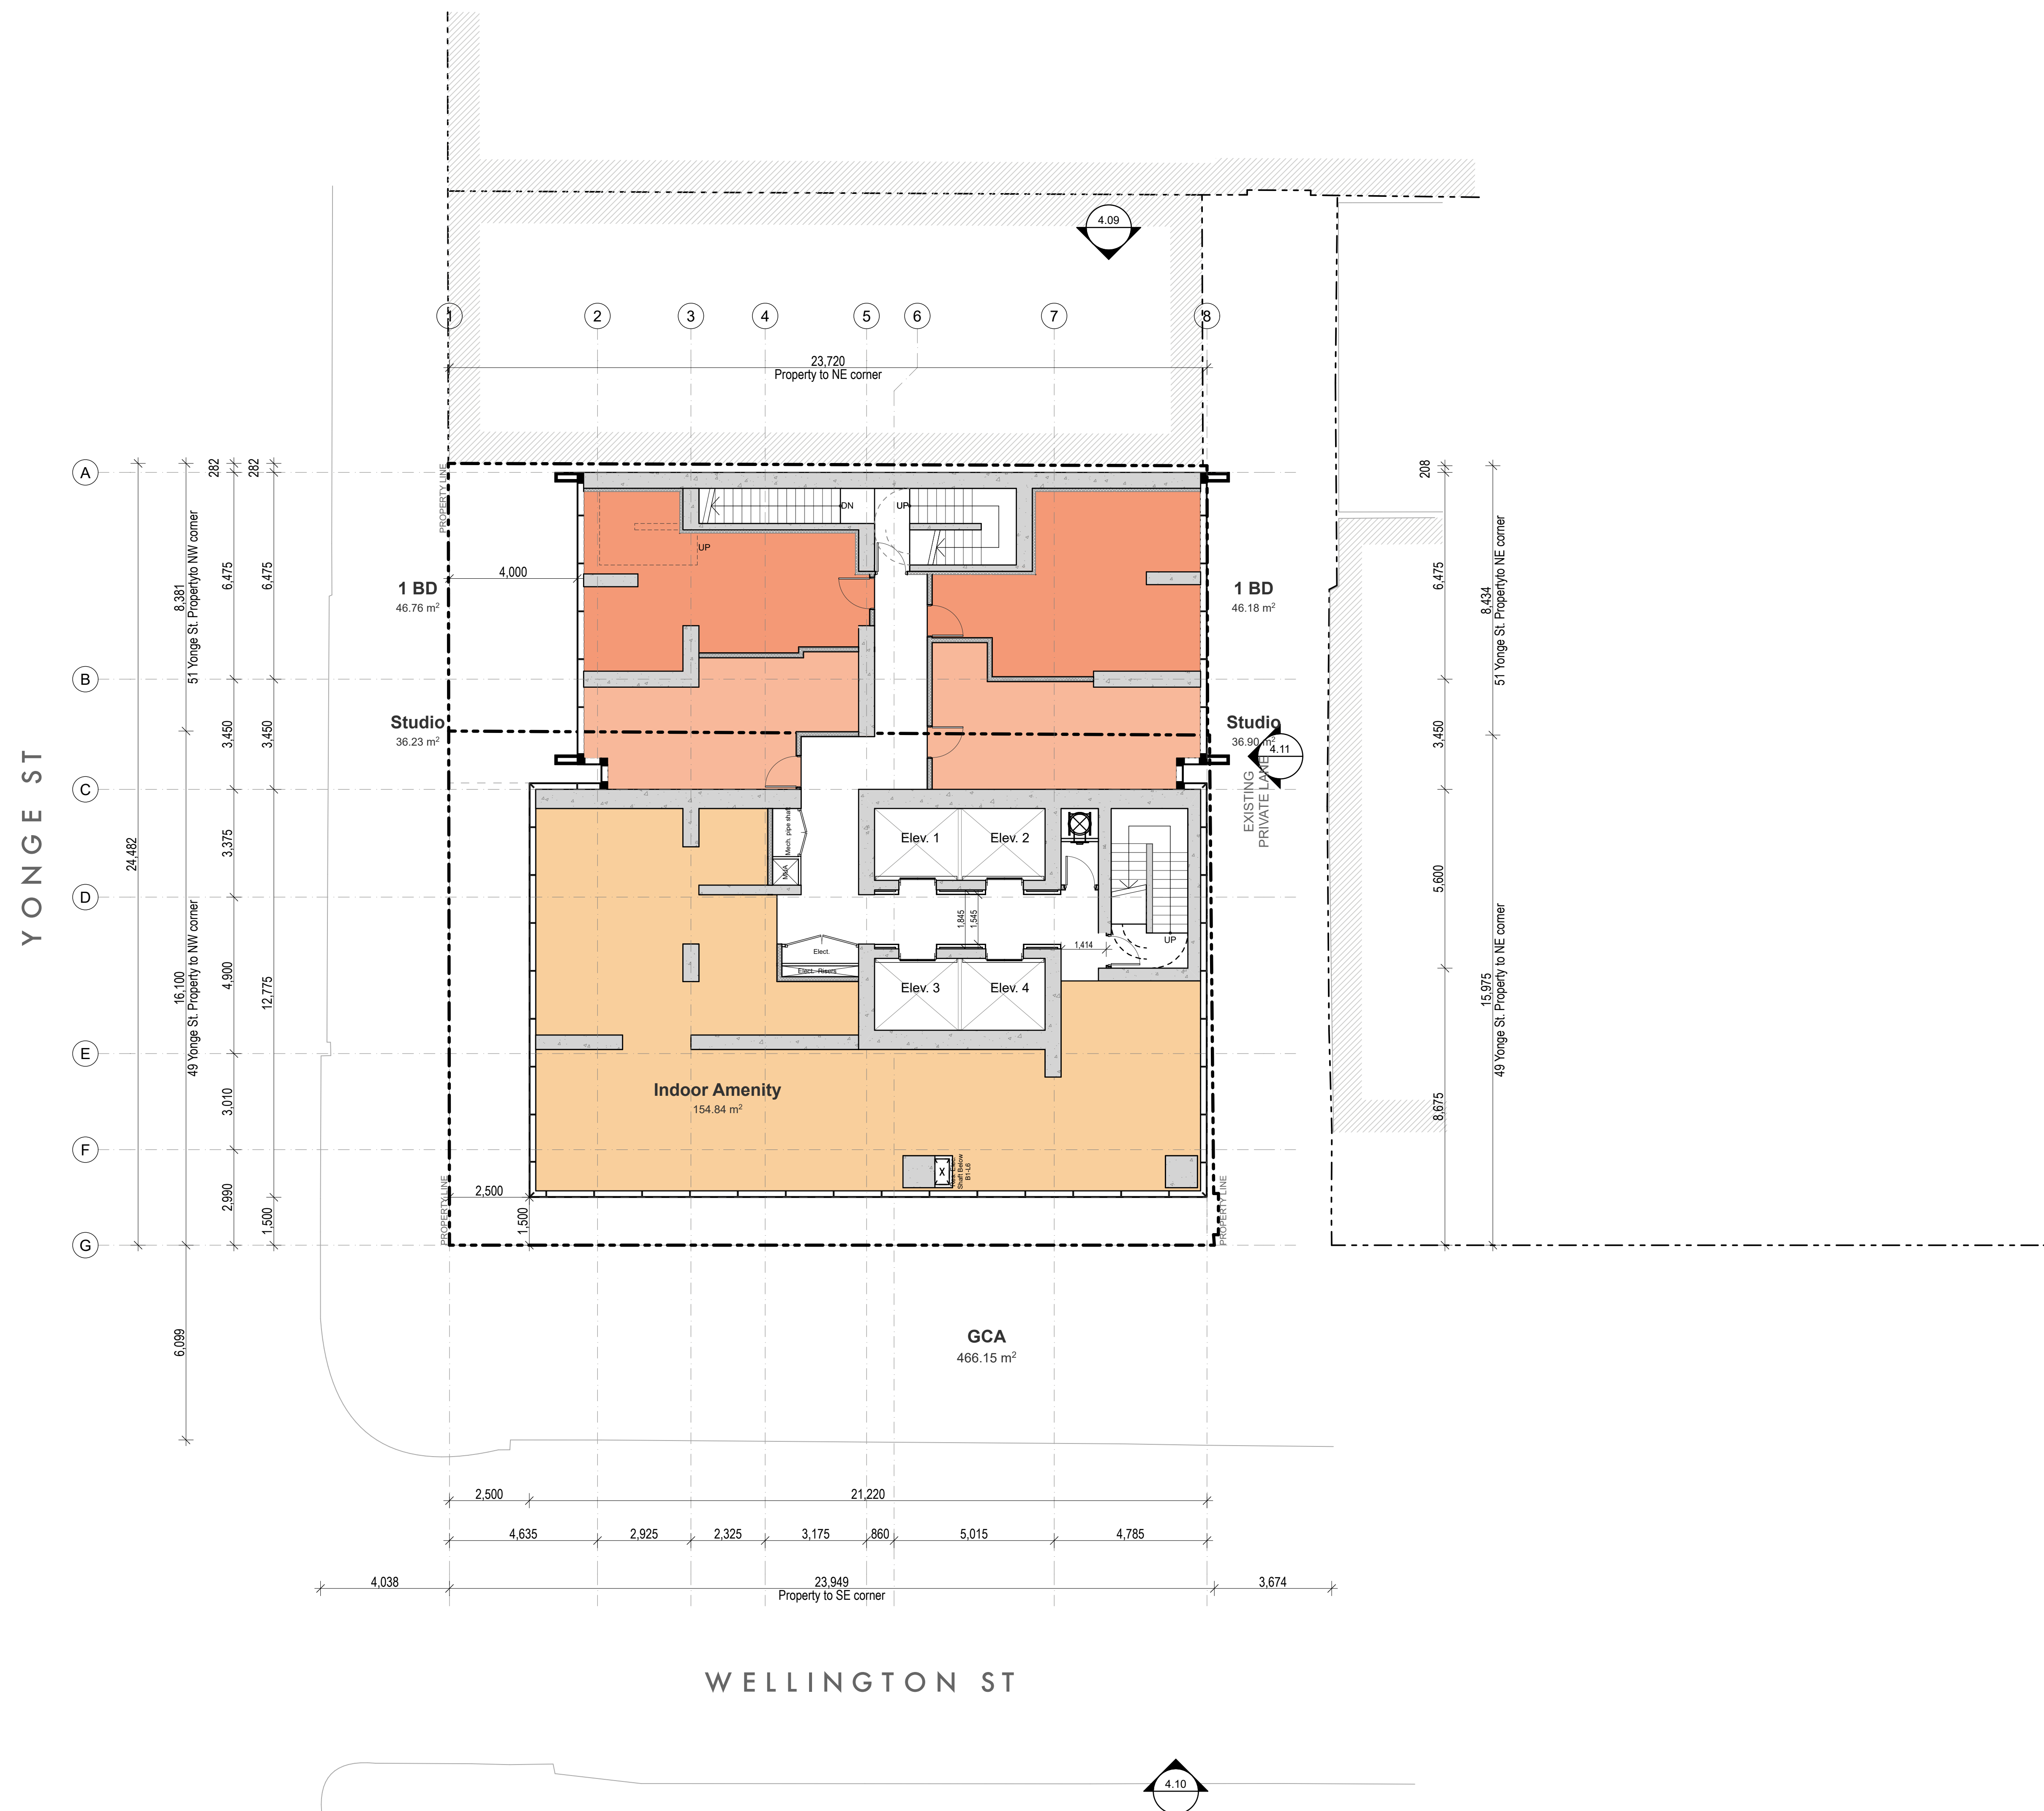 4.09
1
2
3
4
5
6
7
8
23,720
Property to NE corner
A
B
C
D
E
F
G
YONGE ST
24,482
8,381
51 Yonge St. Propertyto NW corner
16,100
49 Yonge St. Property to NW corner
6,099
282
6,475
3,450
3,375
4,900
3,010
2,990
282
6,475
3,450
12,775
1,500
PROPERTY LINE
4,000
1 BD
46.76 m²
Studio
36.23 m²
DN
UP
UP
1 BD
46.18 m²
Studio
36.90 m²
4.11
EXISTING
PRIVATE LANE
208
6,475
3,450
5,600
8,675
8,434
51 Yonge St. Propertyto NE corner
15,975
49 Yonge St. Property to NE corner
Mech. pipe shaft
MUA
Elev. 1
Elev. 2
1,845
1,545
1,414
UP
Elect.
Elect. Risers
Elev. 3
Elev. 4
Indoor Amenity
154.84 m²
X
Shaft Below
B1-L6
PROPERTY LINE
2,500
1,500
PROPERTY LINE
GCA
466.15 m²
2,500
21,220
4,635
2,925
2,325
3,175
860
5,015
4,785
4,038
23,949
Property to SE corner
3,674
WELLINGTON ST
4.10